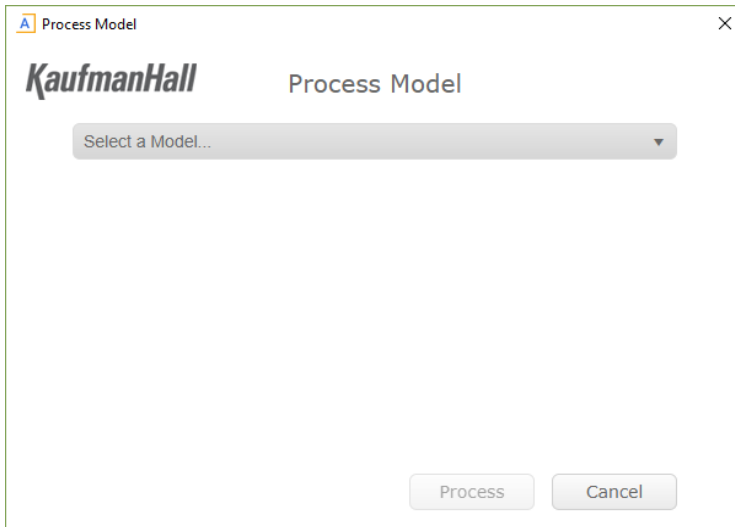 A Process Model
KaufmanHall
Process Model
Select a Model...
Process
Cancel